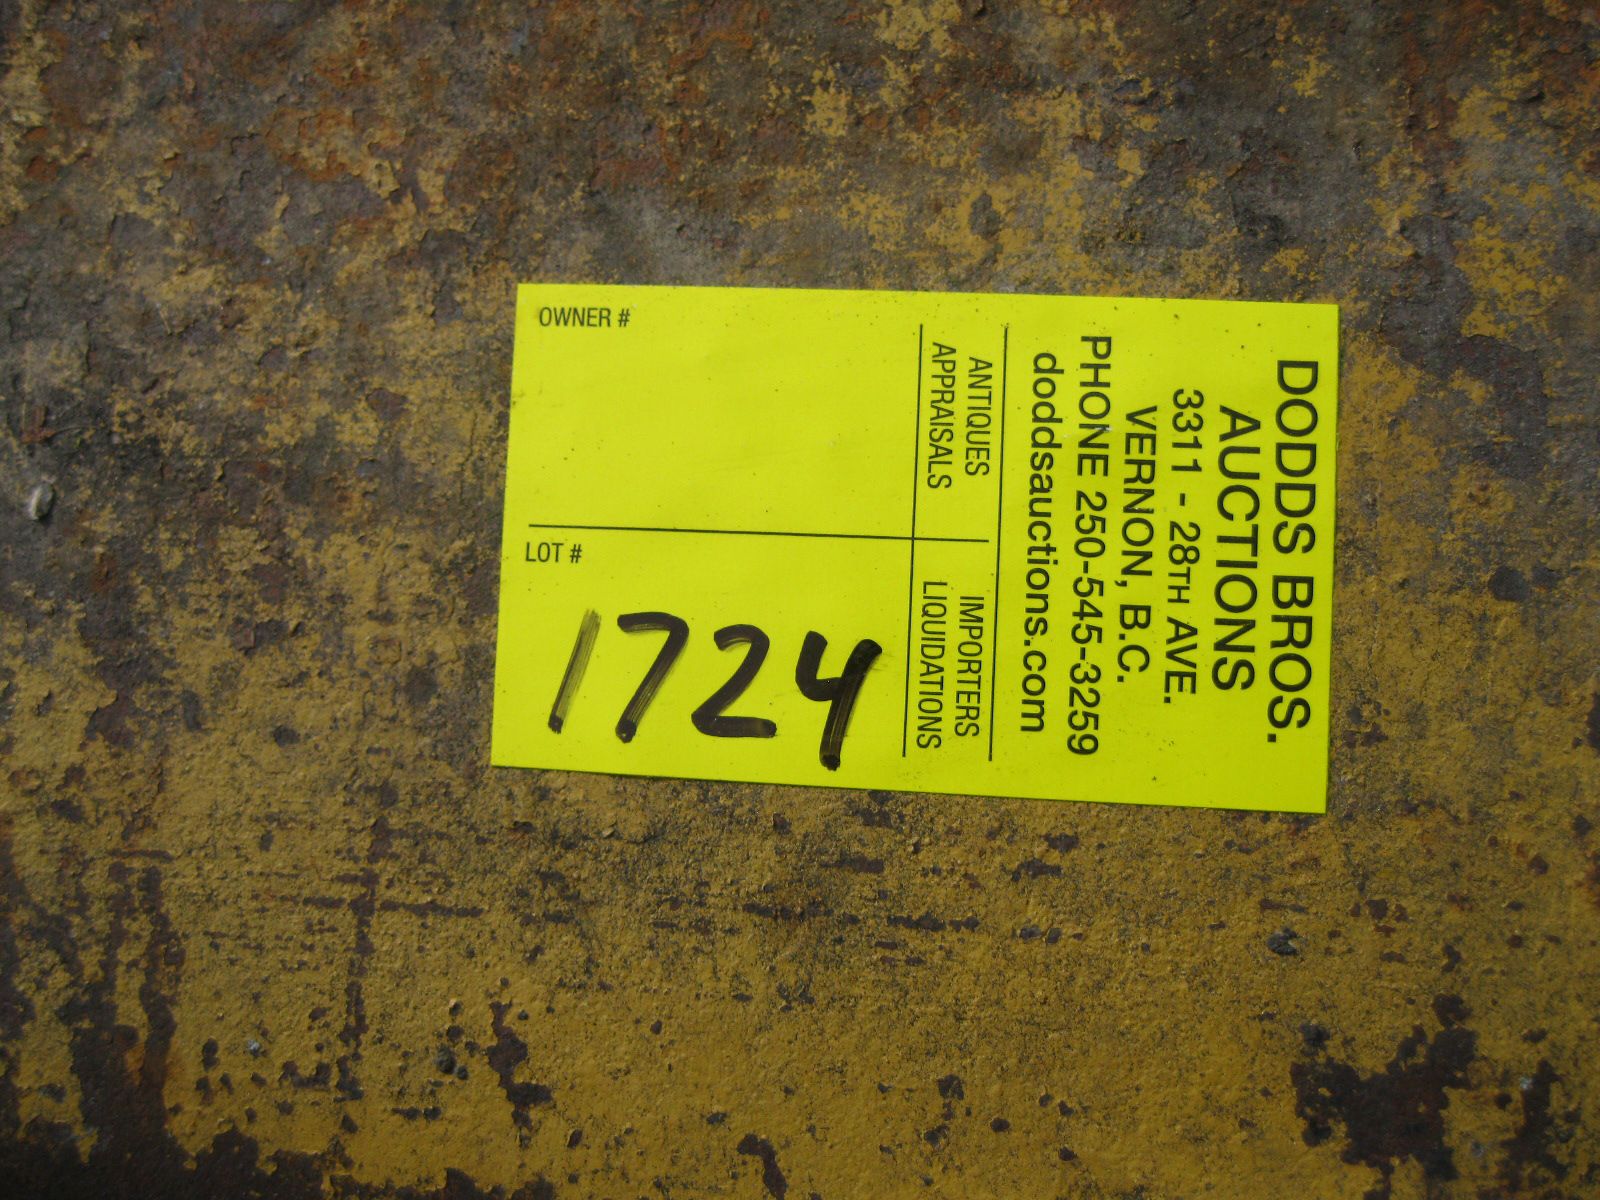 DODDS BROS.
AUCTIONS
3311 - 28TH AVE.
VERNON, B.C.
PHONE 250-545-3259
doddsauctions.com
ANTIQUES
APPRAISALS
IMPORTERS
LIQUIDATIONS
OWNER #
LOT #
1724